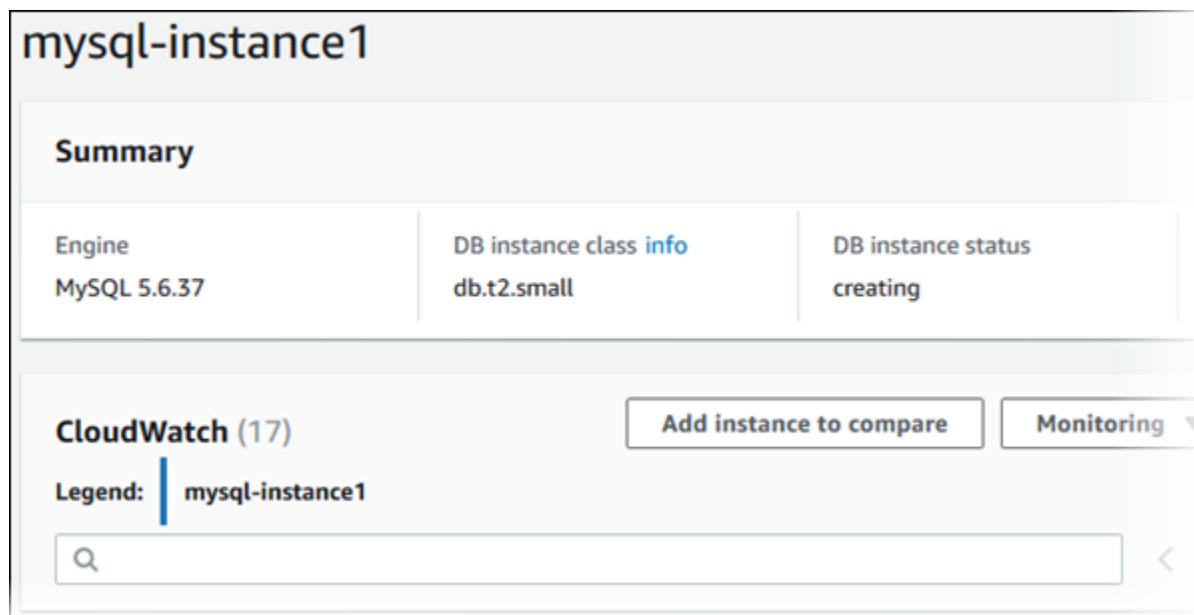 mysql-instance1
Summary
Engine
MySQL 5.6.37
DB instance class info
db.t2.small
DB instance status
creating
CloudWatch (17)
Add instance to compare
Monitoring
Legend: mysql-instance1